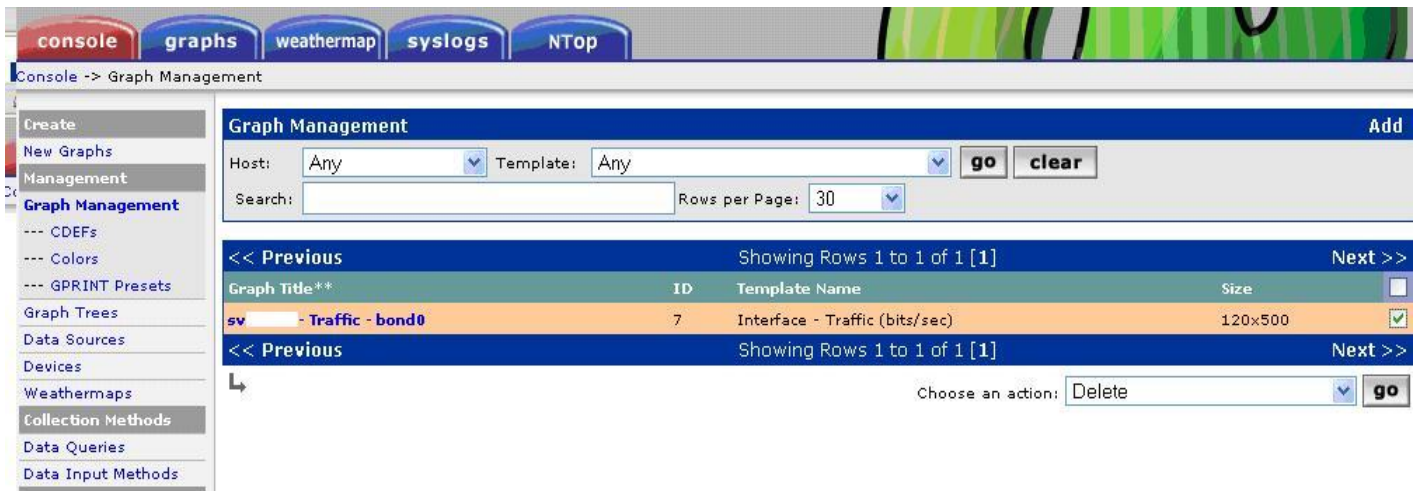 console graphs weathermap syslogs NTop
Console -> Graph Management
Create
New Graphs
Management
Graph Management
--- CDEFs
--- Colors
--- GPRINT Presets
Graph Trees
Data Sources
Devices
Weathermaps
Collection Methods
Data Queries
Data Input Methods
Graph Management Add
Host: Any Template: Any go clear
Search: Rows per Page: 30
<< Previous Showing Rows 1 to 1 of 1 [1] Next >>
Graph Title** ID Template Name Size
sv - Traffic - bond0 7 Interface - Traffic (bits/sec) 120x500
<< Previous Showing Rows 1 to 1 of 1 [1] Next >>
Choose an action: Delete go